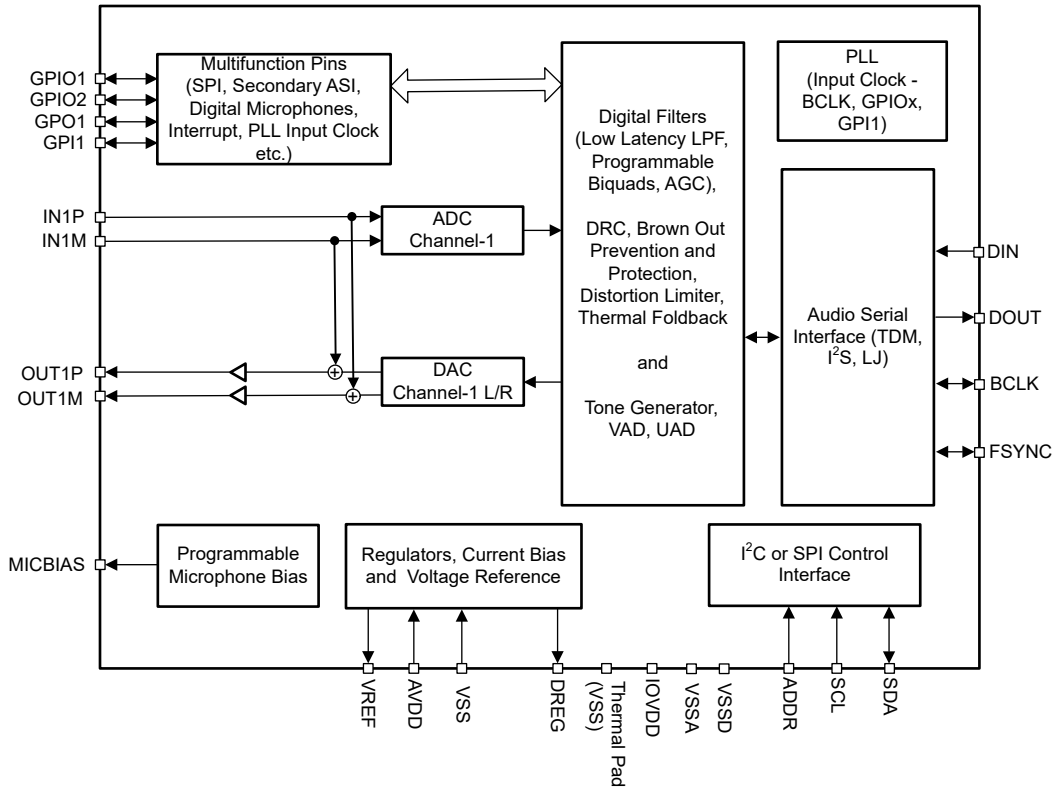 GPIO1
GPIO2
GPO1
GPI1
Multifunction Pins
(SPI, Secondary ASI,
Digital Microphones,
Interrupt, PLL Input Clock
etc.)
IN1P
IN1M
ADC
Channel-1
OUT1P
OUT1M
DAC
Channel-1 L/R
Digital Filters
(Low Latency LPF,
Programmable
Biquads, AGC),
DRC, Brown Out
Prevention and
Protection,
Distortion Limiter,
Thermal Foldback
and
Tone Generator,
VAD, UAD
PLL
(Input Clock -
BCLK, GPIOx,
GPI1)
Audio Serial
Interface (TDM,
I²S, LJ)
DIN
DOUT
BCLK
FSYNC
MICBIAS
Programmable
Microphone Bias
Regulators, Current Bias
and Voltage Reference
I²C or SPI Control
Interface
VREF
AVDD
VSS
DREG
Thermal Pad
(VSS)
IOVDD
VSSA
VSSD
ADDR
SCL
SDA